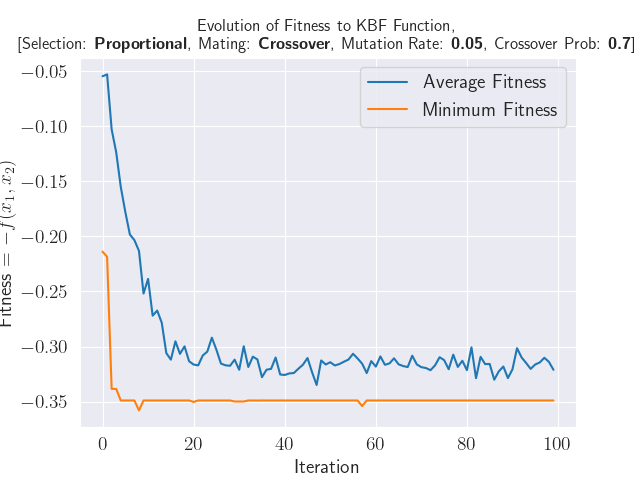 Evolution of Fitness to KBF Function,
[Selection: Proportional, Mating: Crossover, Mutation Rate: 0.05, Crossover Prob: 0.7]
Average Fitness
Minimum Fitness
−0.05
−0.10
−0.15
−0.20
−0.25
−0.30
−0.35
Fitness = −f(x₁, x₂)
0 20 40 60 80 100
Iteration